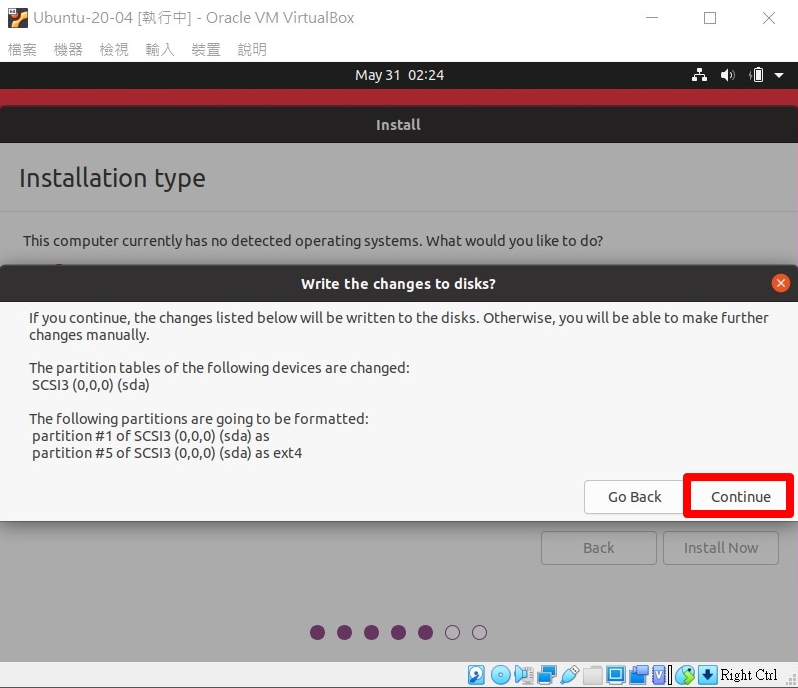 Ubuntu-20-04 [執行中] - Oracle VM VirtualBox
檔案 機器 檢視 輸入 裝置 說明
May 31 02:24
Install
Installation type
This computer currently has no detected operating systems. What would you like to do?
Write the changes to disks?
If you continue, the changes listed below will be written to the disks. Otherwise, you will be able to make further
changes manually.
The partition tables of the following devices are changed:
SCSI3 (0,0,0) (sda)
The following partitions are going to be formatted:
partition #1 of SCSI3 (0,0,0) (sda) as
partition #5 of SCSI3 (0,0,0) (sda) as ext4
Go Back Continue
Back Install Now
Right Ctrl